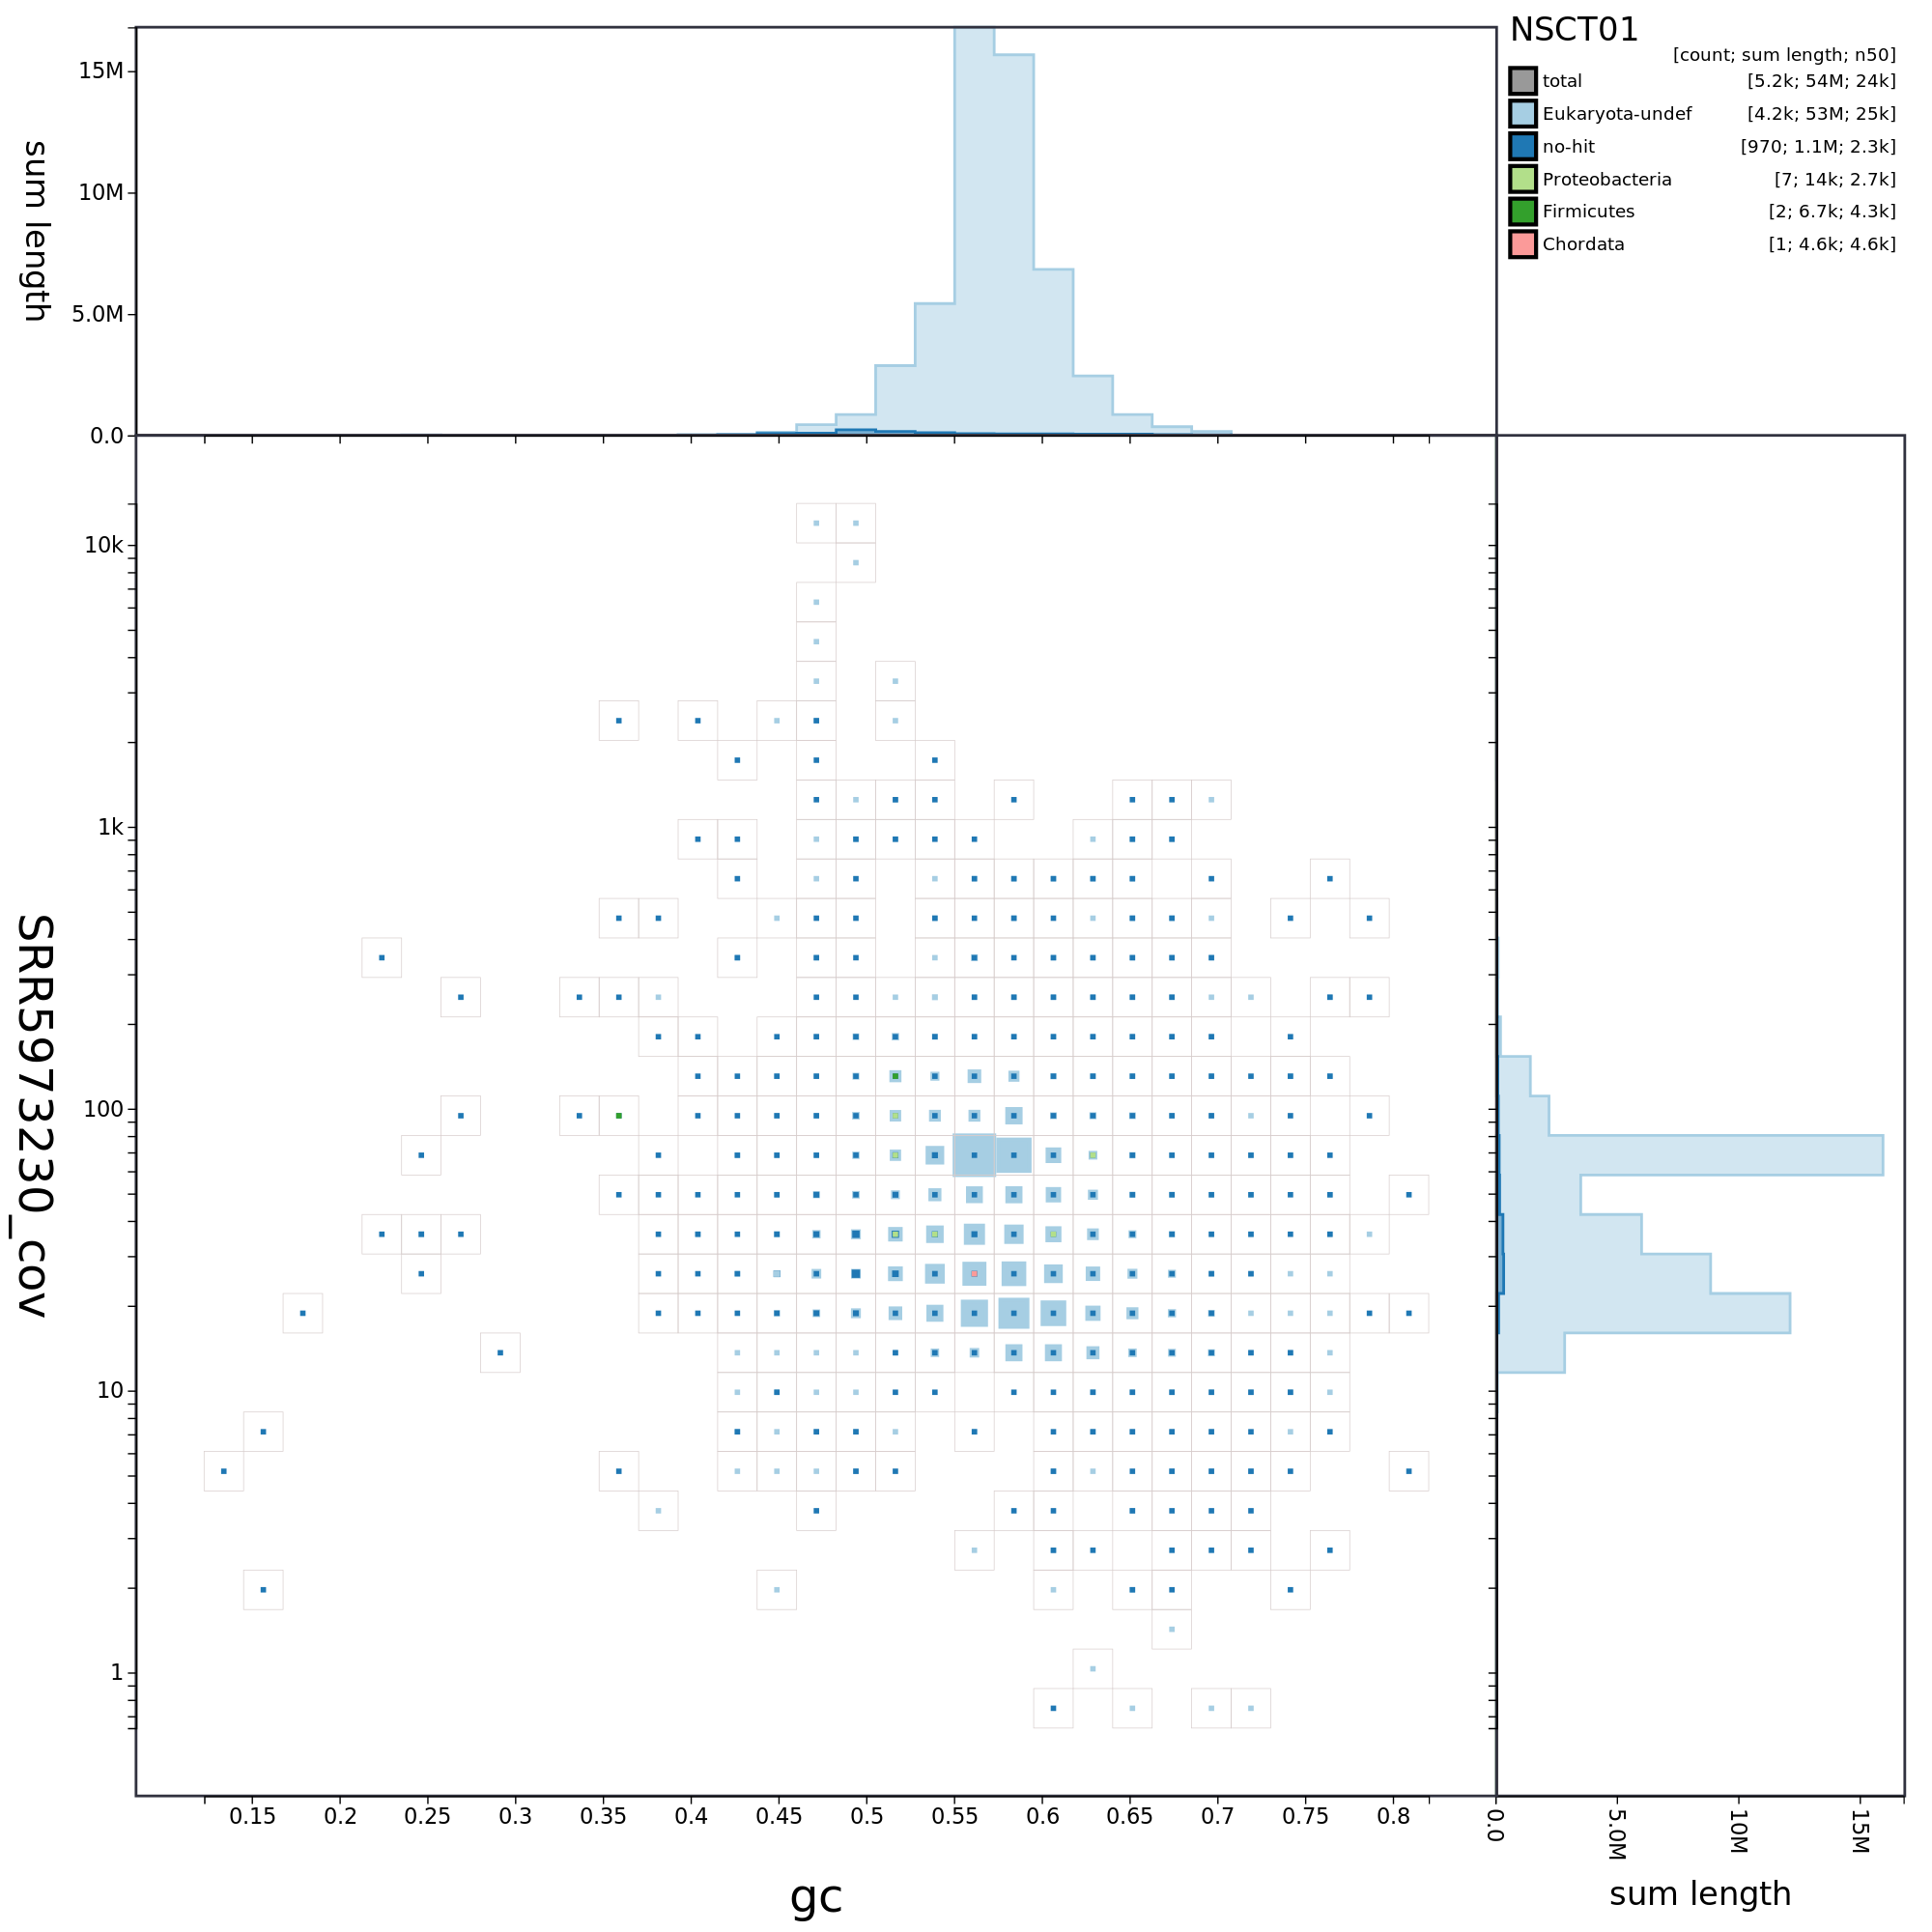 NSCT01
[count; sum length; n50]
total [5.2k; 54M; 24k]
Eukaryota-undef [4.2k; 53M; 25k]
no-hit [970; 1.1M; 2.3k]
Proteobacteria [7; 14k; 2.7k]
Firmicutes [2; 6.7k; 4.3k]
Chordata [1; 4.6k; 4.6k]
sum length
15M
10M
5.0M
0.0
SRR5973230_cov
10k
1k
100
10
1
0.15 0.2 0.25 0.3 0.35 0.4 0.45 0.5 0.55 0.6 0.65 0.7 0.75 0.8
gc
0.0 5.0M 10M 15M
sum length